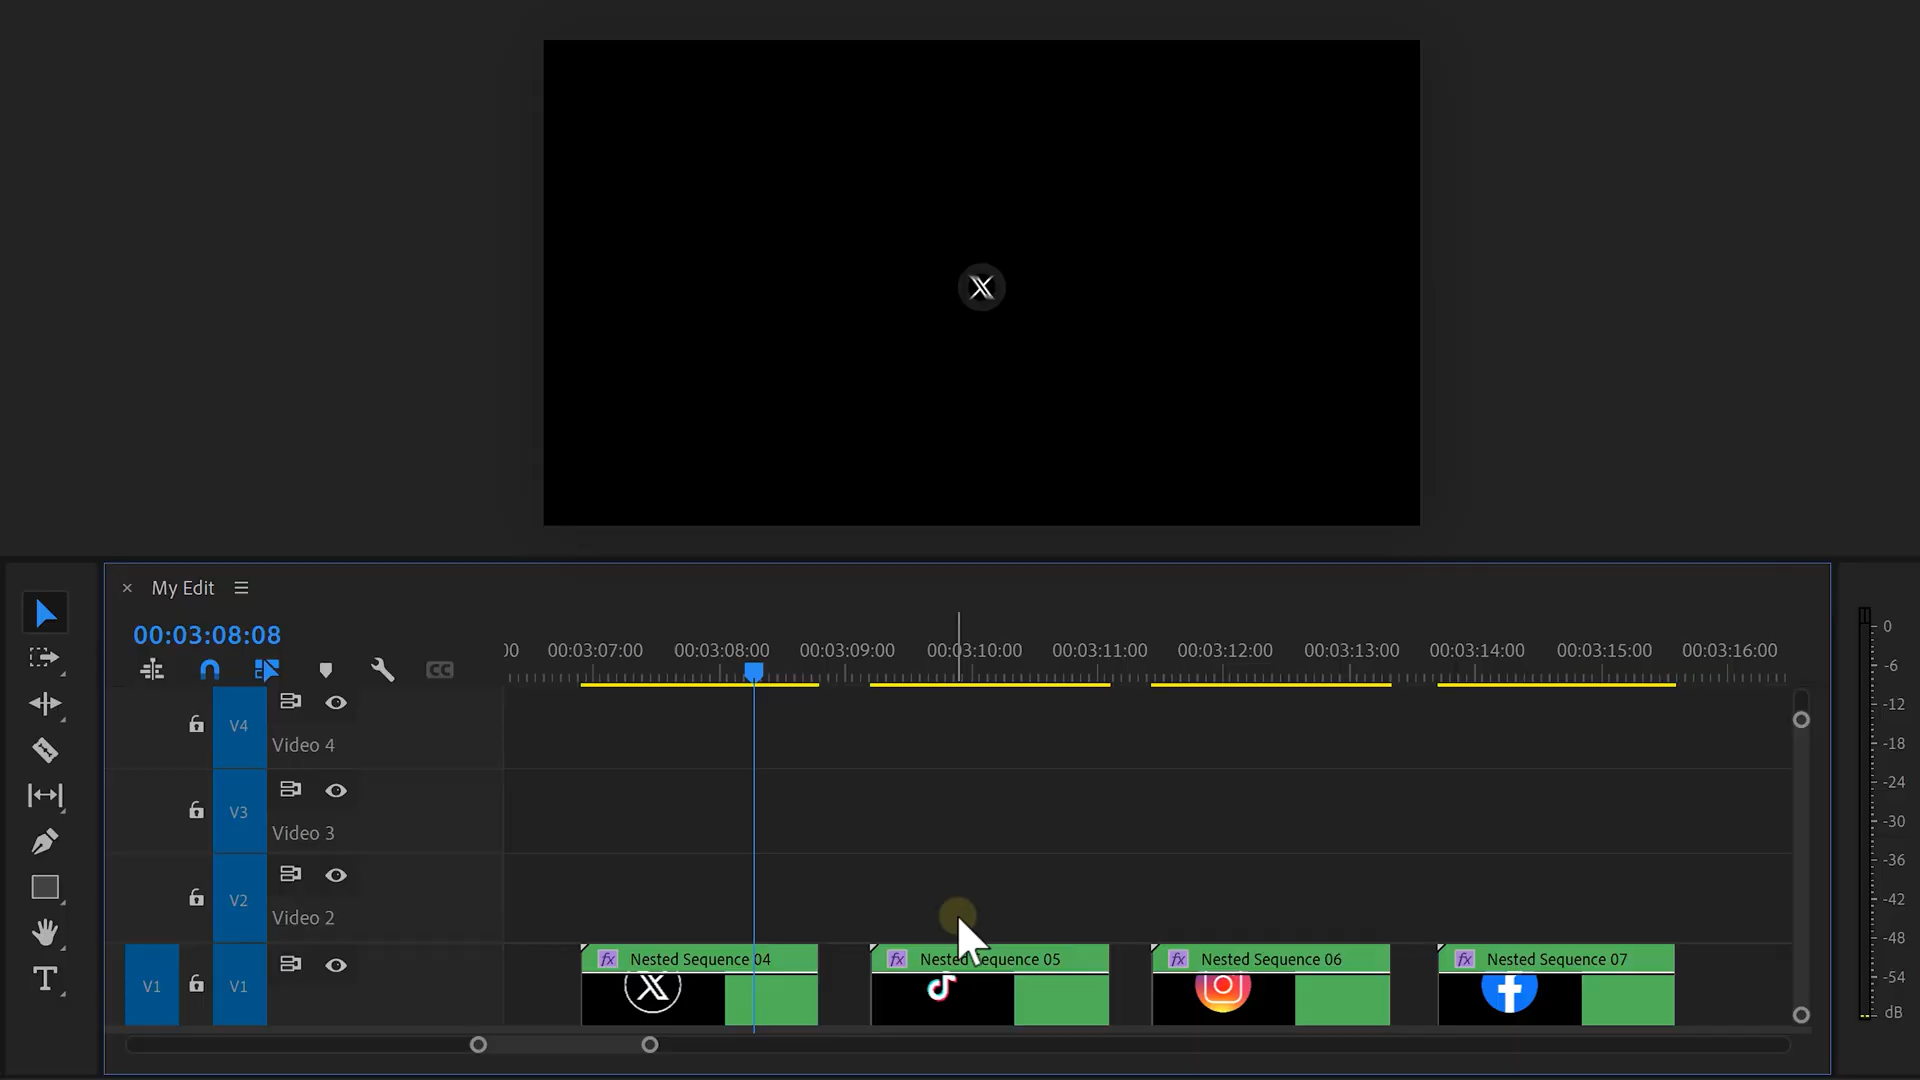 My Edit
00:03:08:08
00 00:03:07:00 00:03:08:00 00:03:09:00 00:03:10:00 00:03:11:00 00:03:12:00 00:03:13:00 00:03:14:00 00:03:15:00 00:03:16:00
CC
V4
Video 4
V3
Video 3
V2
Video 2
V1 V1
fx Nested Sequence 04
fx Nested Sequence 05
fx Nested Sequence 06
fx Nested Sequence 07
0
-6
-12
-18
-24
-30
-36
-42
-48
-54
dB